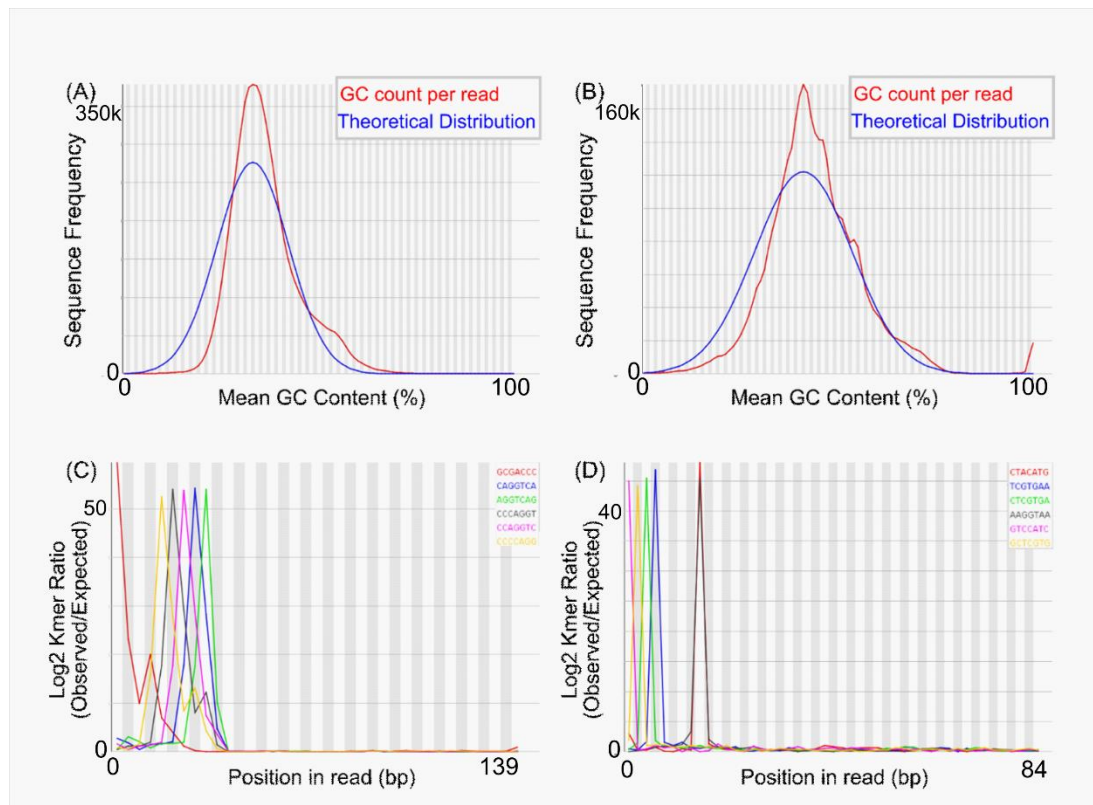 (A)
350k
GC count per read
Theoretical Distribution
Sequence Frequency
0
0
100
Mean GC Content (%)
(B)
160k
GC count per read
Theoretical Distribution
Sequence Frequency
0
0
100
Mean GC Content (%)
(C)
50
GCGACCC
CAGGTCA
AGGTCAG
CCCAGGT
CCAGGTC
CCCCAGG
Log2 Kmer Ratio
(Observed/Expected)
0
0
139
Position in read (bp)
(D)
40
CTACATG
TCGTGAA
CTCGTGA
AAGGTAA
GTCCATC
GCTCGTG
Log2 Kmer Ratio
(Observed/Expected)
0
0
84
Position in read (bp)